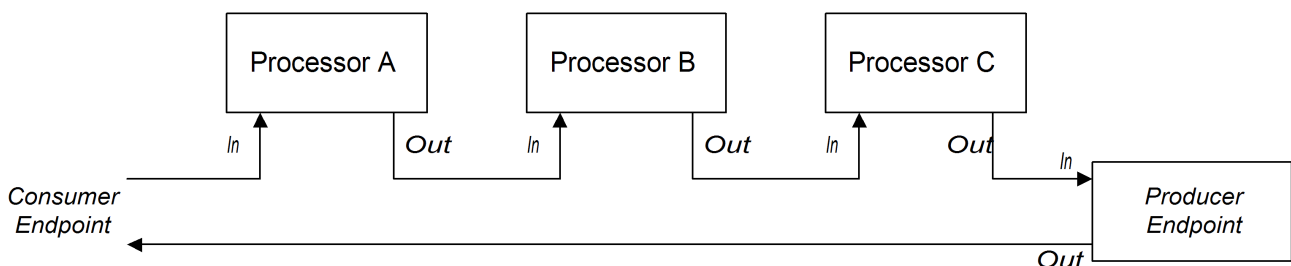 Processor A
Processor B
Processor C
In
Out
In
Out
In
Out
In
Consumer
Endpoint
Producer
Endpoint
Out